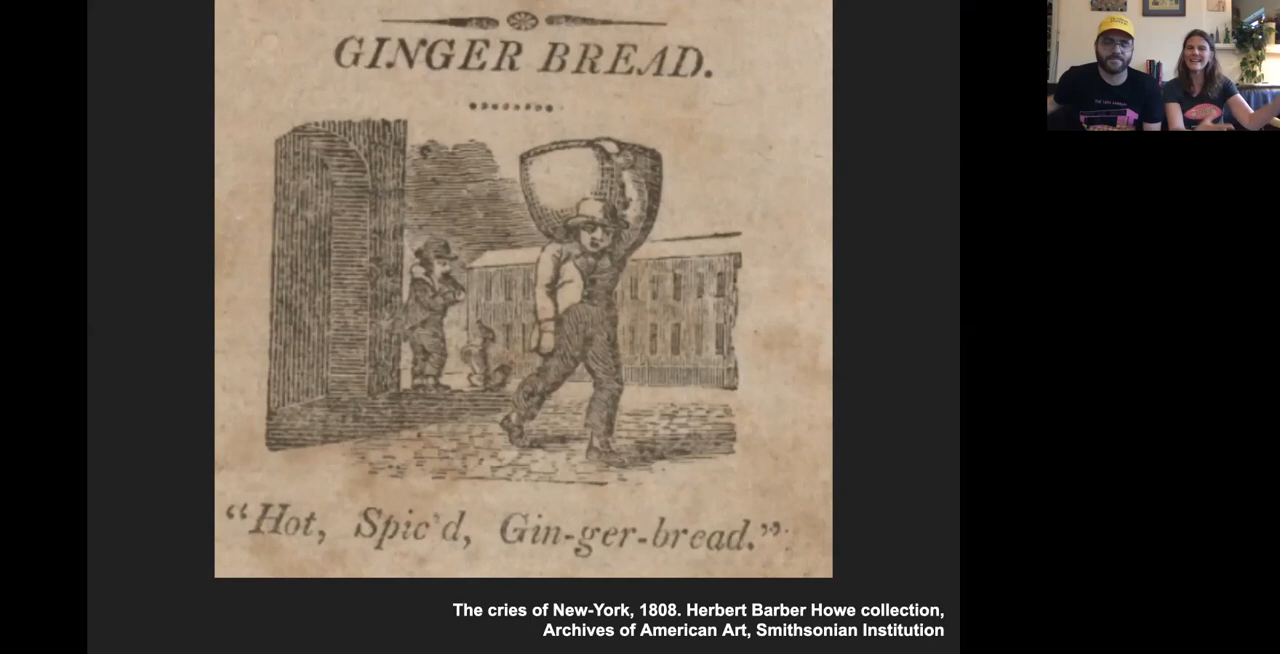 GINGER BREAD.
“Hot, Spic’d, Gin-ger-bread.”
The cries of New-York, 1808. Herbert Barber Howe collection,
Archives of American Art, Smithsonian Institution